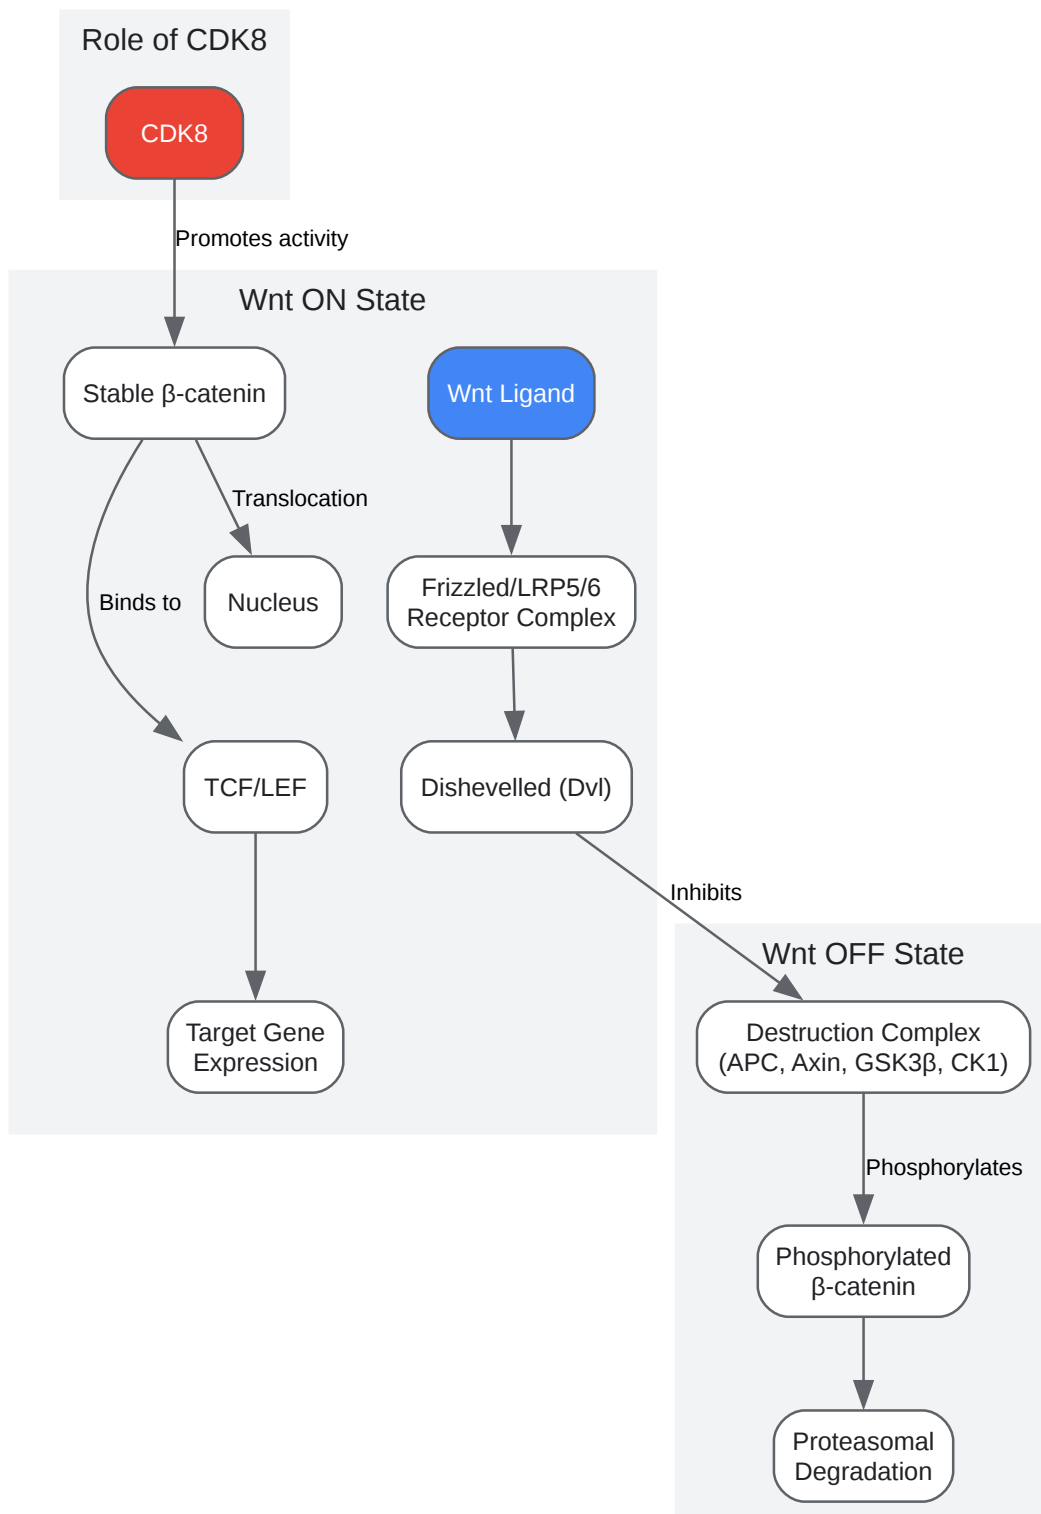 Role of CDK8
CDK8
Promotes activity
Wnt ON State
Stable β-catenin
Wnt Ligand
Translocation
Binds to
Nucleus
Frizzled/LRP5/6
Receptor Complex
TCF/LEF
Dishevelled (Dvl)
Inhibits
Target Gene
Expression
Wnt OFF State
Destruction Complex
(APC, Axin, GSK3β, CK1)
Phosphorylates
Phosphorylated
β-catenin
Proteasomal
Degradation